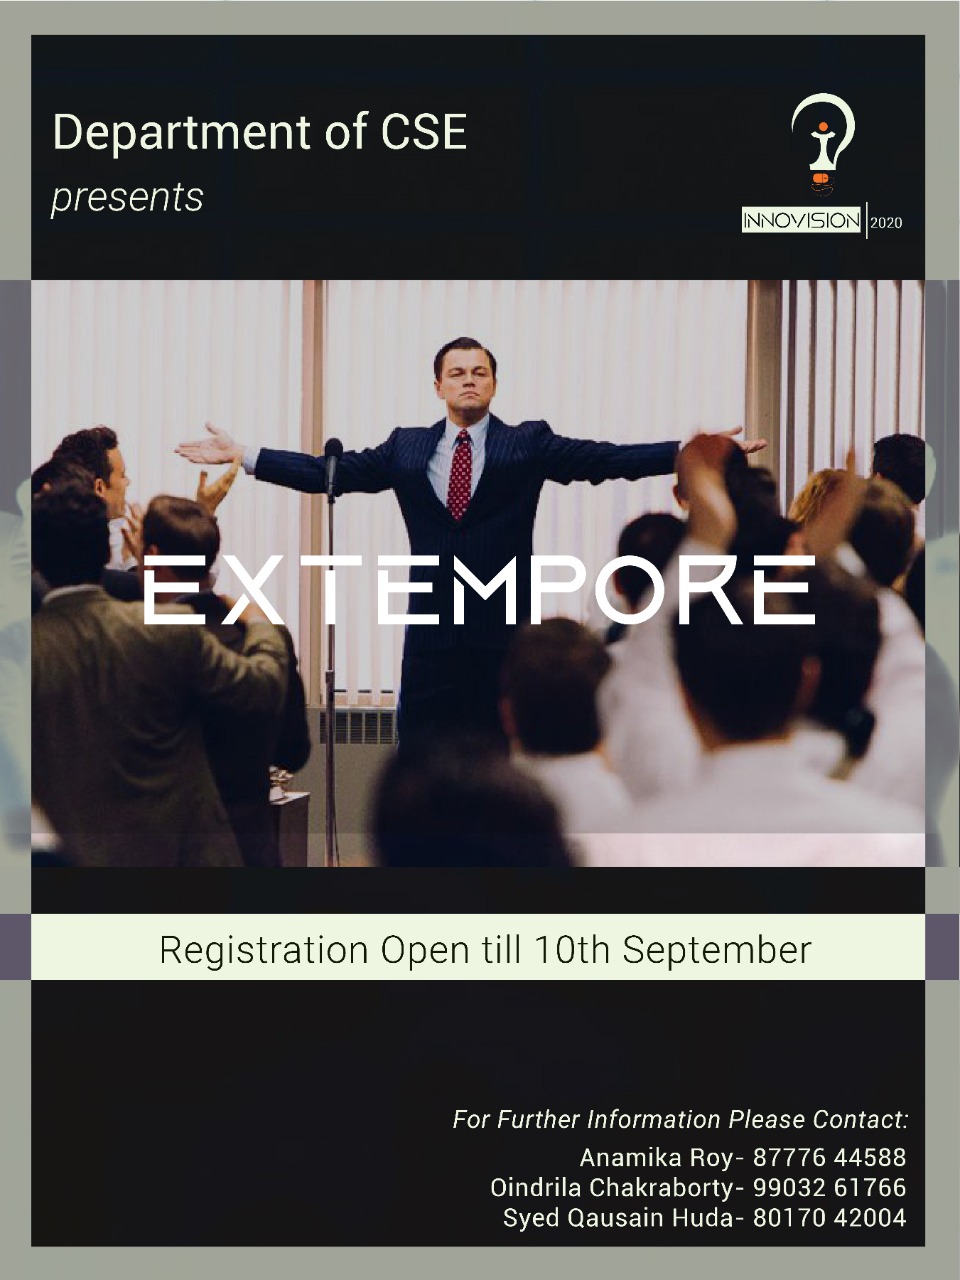 Department of CSE
presents
INNOVISION 2020
EXTEMPORE
Registration Open till 10th September
For Further Information Please Contact:
Anamika Roy- 87776 44588
Oindrila Chakraborty- 99032 61766
Syed Qausain Huda- 80170 42004